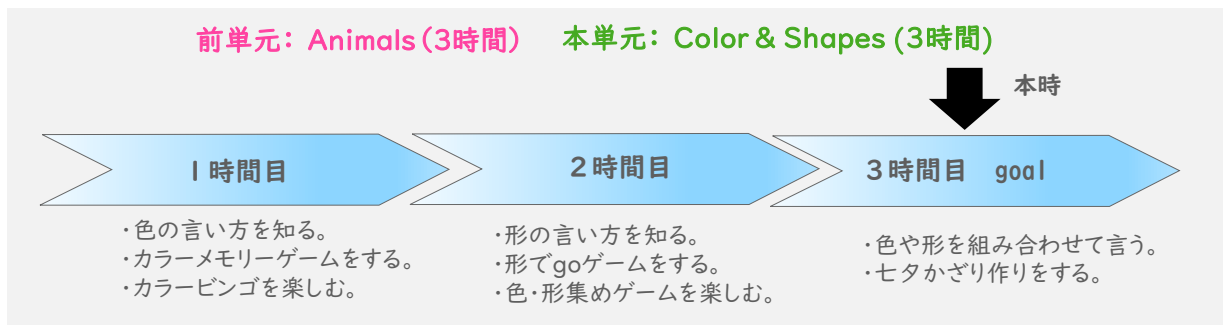 前単元： Animals（3時間） 本単元： Color & Shapes (3時間)
本時
１時間目
・色の言い方を知る。
・カラーメモリーゲームをする。
・カラービンゴを楽しむ。
２時間目
・形の言い方を知る。
・形でgoゲームをする。
・色・形集めゲームを楽しむ。
３時間目　goal
・色や形を組み合わせて言う。
・七夕かざり作りをする。